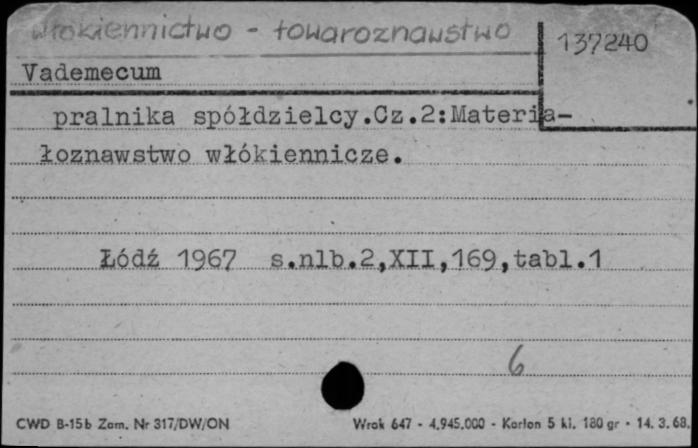 włókiennictwo - towaroznawstwo
137240
Vademecum
pralnika spółdzielcy.Cz.2:Materia-
łoznawstwo włókiennicze.
Łódź 1967 s.nlb.2,XII,169,tabl.1
6
CWD B-15b Zam. Nr 317/DW/ON Wrok 647 - 4.945.000 - Karton 5 kl. 180 gr - 14.3.68.